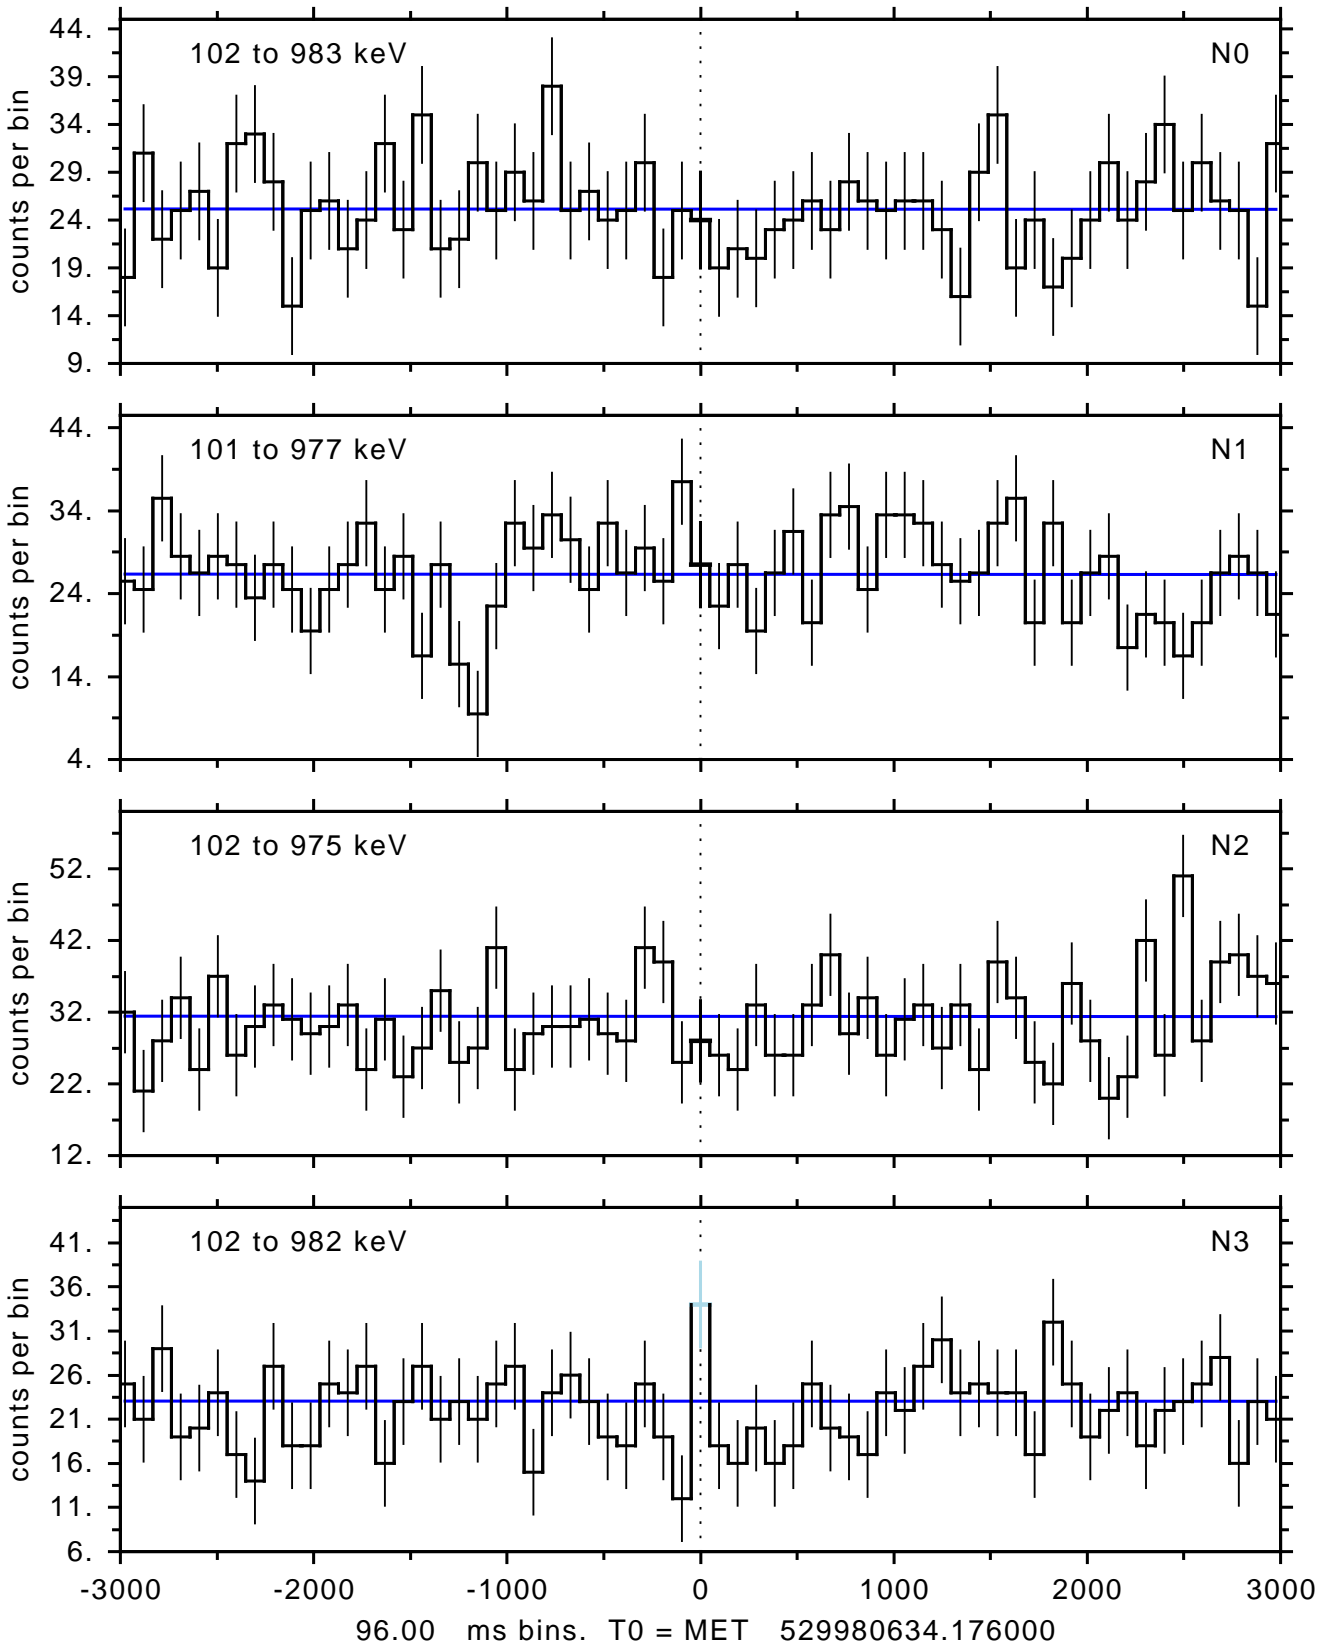 102 to 983 keV N0
44.
39.
34.
29.
24.
19.
14.
9.
counts per bin
101 to 977 keV N1
44.
34.
24.
14.
4.
counts per bin
102 to 975 keV N2
52.
42.
32.
22.
12.
counts per bin
102 to 982 keV N3
41.
36.
31.
26.
21.
16.
11.
6.
counts per bin
-3000 -2000 -1000 0 1000 2000 3000
96.00 ms bins. T0 = MET 529980634.176000